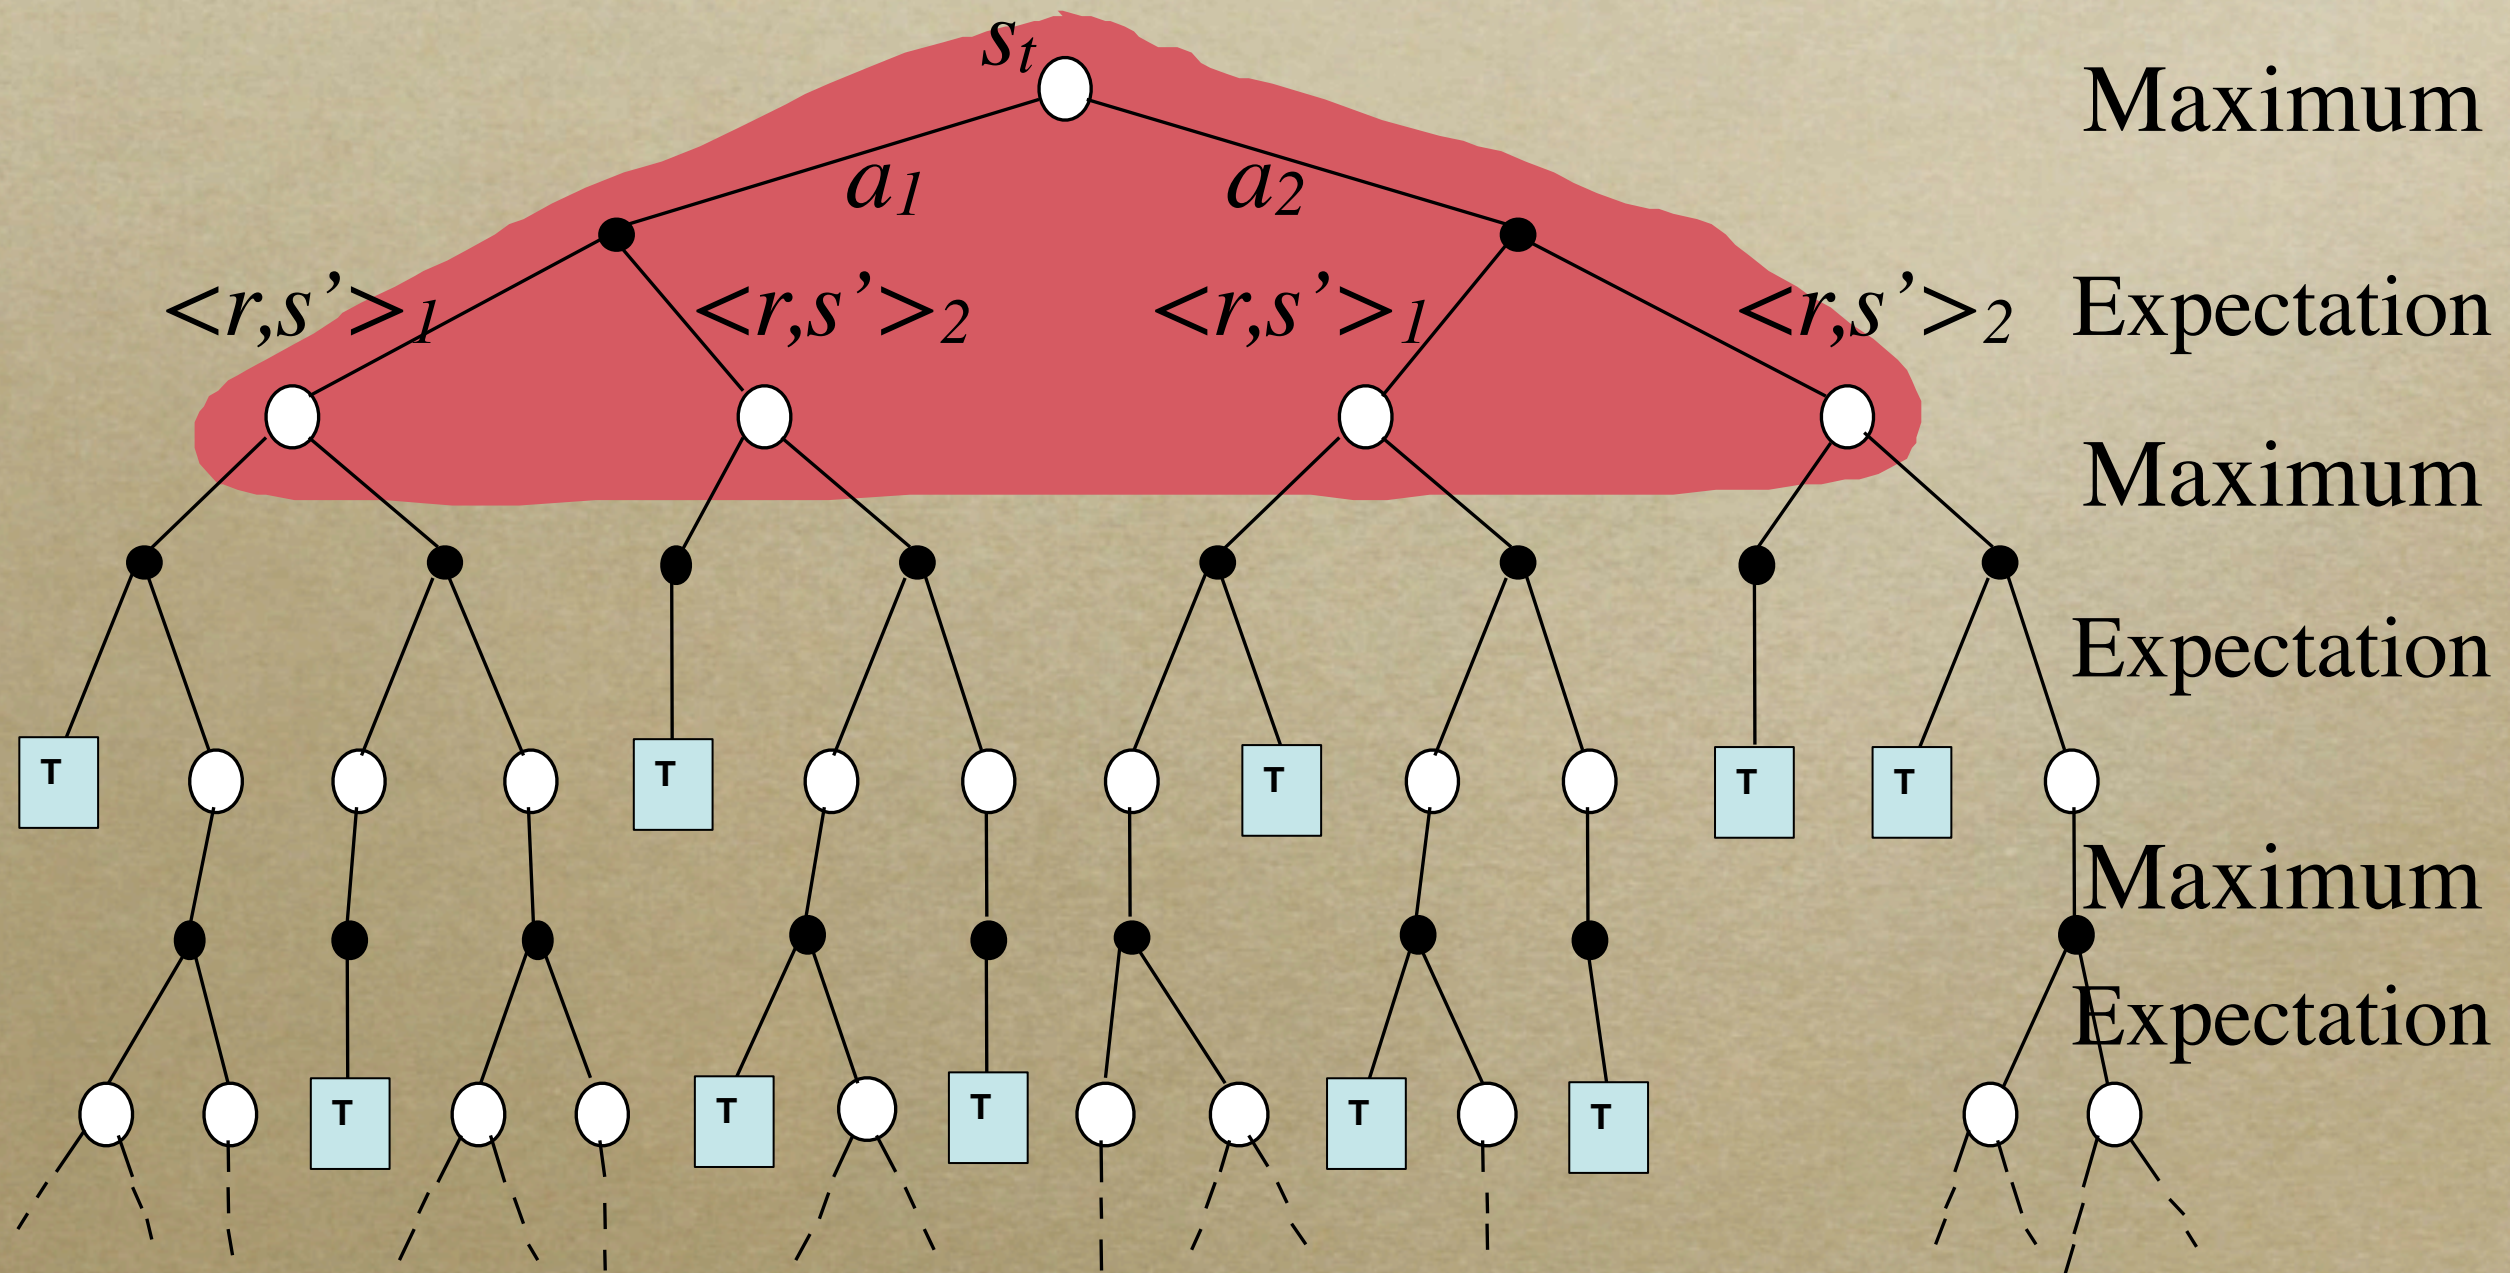 s_t
Maximum
a_1 a_2
<r,s’>_1 <r,s’>_2 <r,s’>_1 <r,s’>_2 Expectation
Maximum
Expectation
T T T T T
Maximum
Expectation
T T T T T